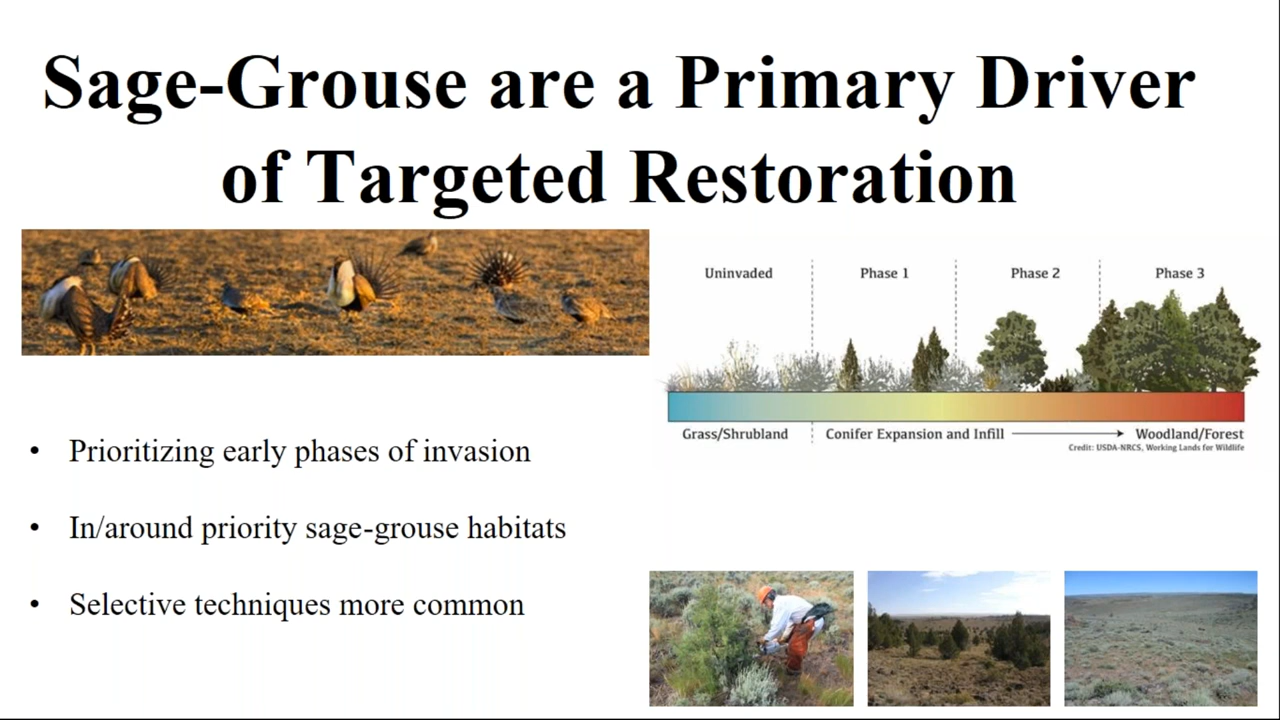 Sage-Grouse are a Primary Driver
of Targeted Restoration
Uninvaded
Phase 1
Phase 2
Phase 3
Grass/Shrubland
Conifer Expansion and Infill
Woodland/Forest
Credit: USDA-NRCS, Working Lands for Wildlife
• Prioritizing early phases of invasion
• In/around priority sage-grouse habitats
• Selective techniques more common